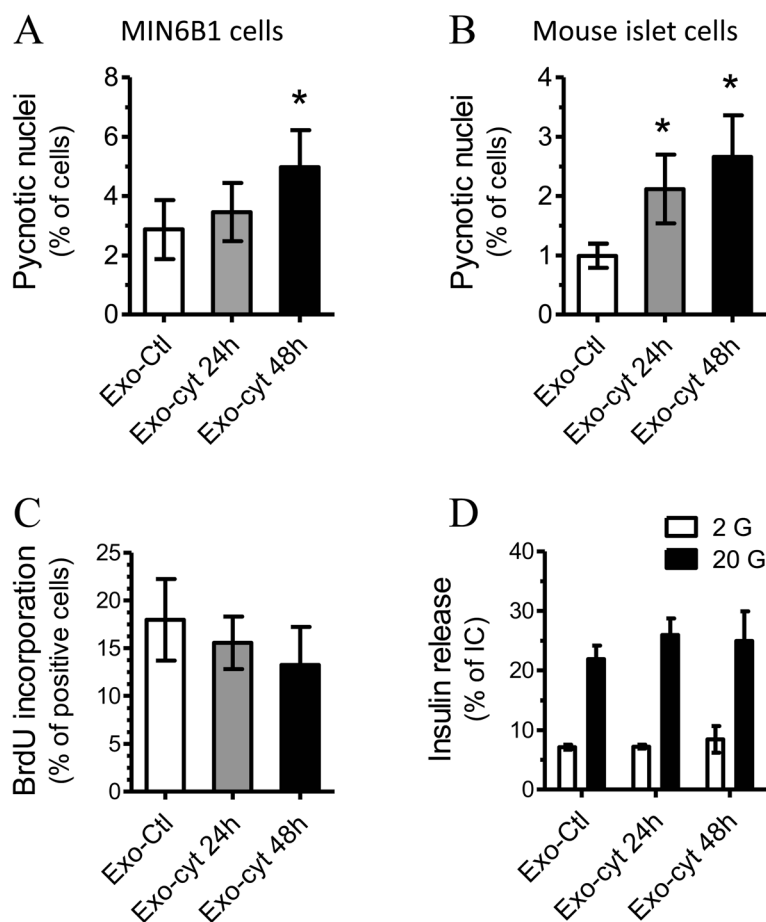 A
MIN6B1 cells
Pycnotic nuclei
(% of cells)
8
6
4
2
0
*
Exo-Ctl
Exo-cyt 24h
Exo-cyt 48h
B
Mouse islet cells
Pycnotic nuclei
(% of cells)
4
3
2
1
0
*
*
Exo-Ctl
Exo-cyt 24h
Exo-cyt 48h
C
BrdU incorporation
(% of positive cells)
25
20
15
10
5
0
Exo-Ctl
Exo-cyt 24h
Exo-cyt 48h
D
2 G
20 G
Insulin release
(% of IC)
40
30
20
10
0
Exo-Ctl
Exo-cyt 24h
Exo-cyt 48h